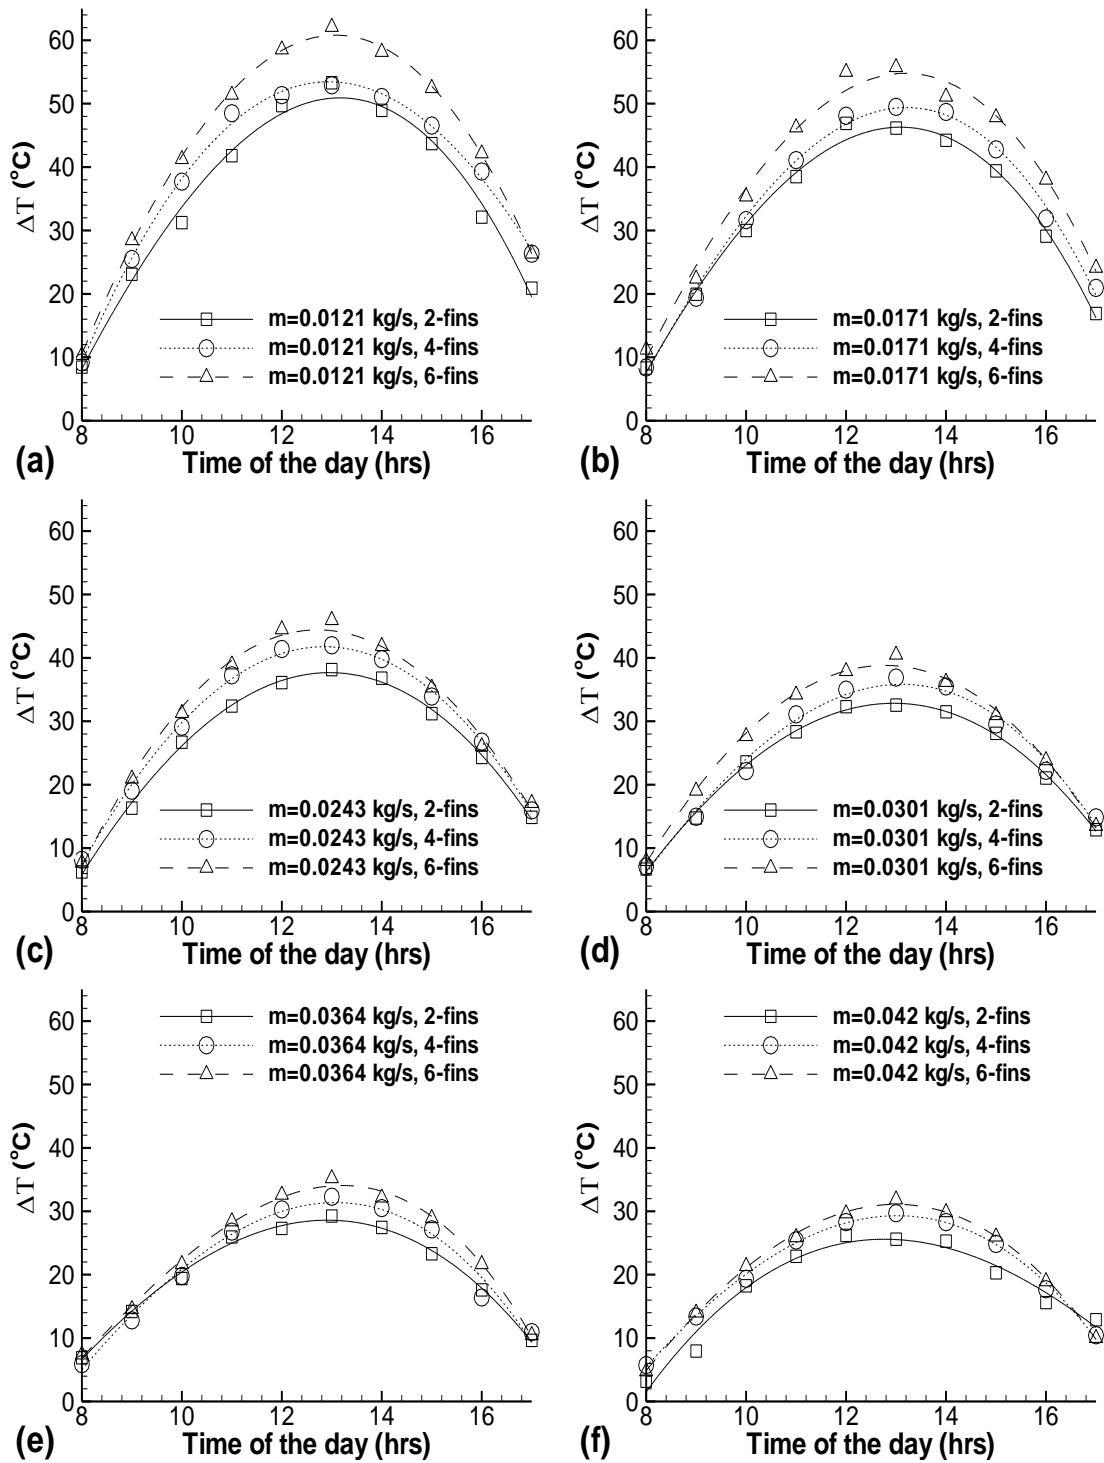 60
50
40
30
20
10
0
ΔT (°C)
m=0.0121 kg/s, 2-fins
m=0.0121 kg/s, 4-fins
m=0.0121 kg/s, 6-fins
8 10 12 14 16
(a) Time of the day (hrs)
60
50
40
30
20
10
0
ΔT (°C)
m=0.0171 kg/s, 2-fins
m=0.0171 kg/s, 4-fins
m=0.0171 kg/s, 6-fins
8 10 12 14 16
(b) Time of the day (hrs)
60
50
40
30
20
10
0
ΔT (°C)
m=0.0243 kg/s, 2-fins
m=0.0243 kg/s, 4-fins
m=0.0243 kg/s, 6-fins
8 10 12 14 16
(c) Time of the day (hrs)
60
50
40
30
20
10
0
ΔT (°C)
m=0.0301 kg/s, 2-fins
m=0.0301 kg/s, 4-fins
m=0.0301 kg/s, 6-fins
8 10 12 14 16
(d) Time of the day (hrs)
60
50
40
30
20
10
0
ΔT (°C)
m=0.0364 kg/s, 2-fins
m=0.0364 kg/s, 4-fins
m=0.0364 kg/s, 6-fins
8 10 12 14 16
(e) Time of the day (hrs)
60
50
40
30
20
10
0
ΔT (°C)
m=0.042 kg/s, 2-fins
m=0.042 kg/s, 4-fins
m=0.042 kg/s, 6-fins
8 10 12 14 16
(f) Time of the day (hrs)